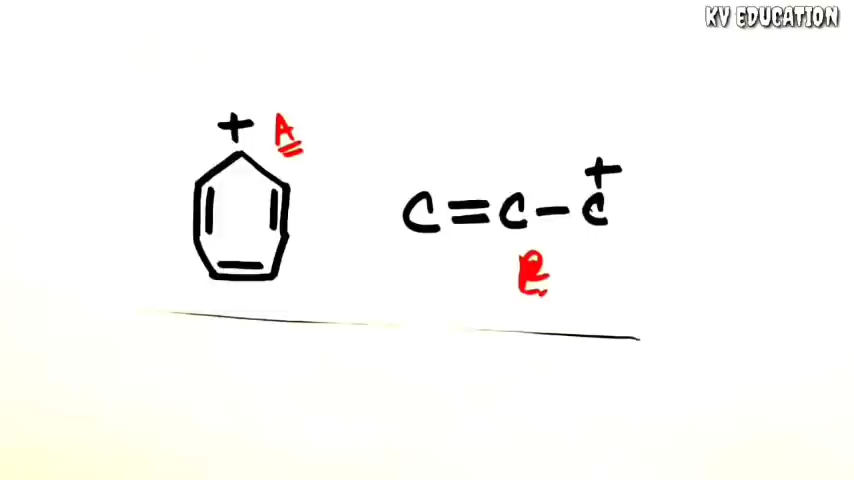 KV EDUCATION
+ A
+
C=C-C